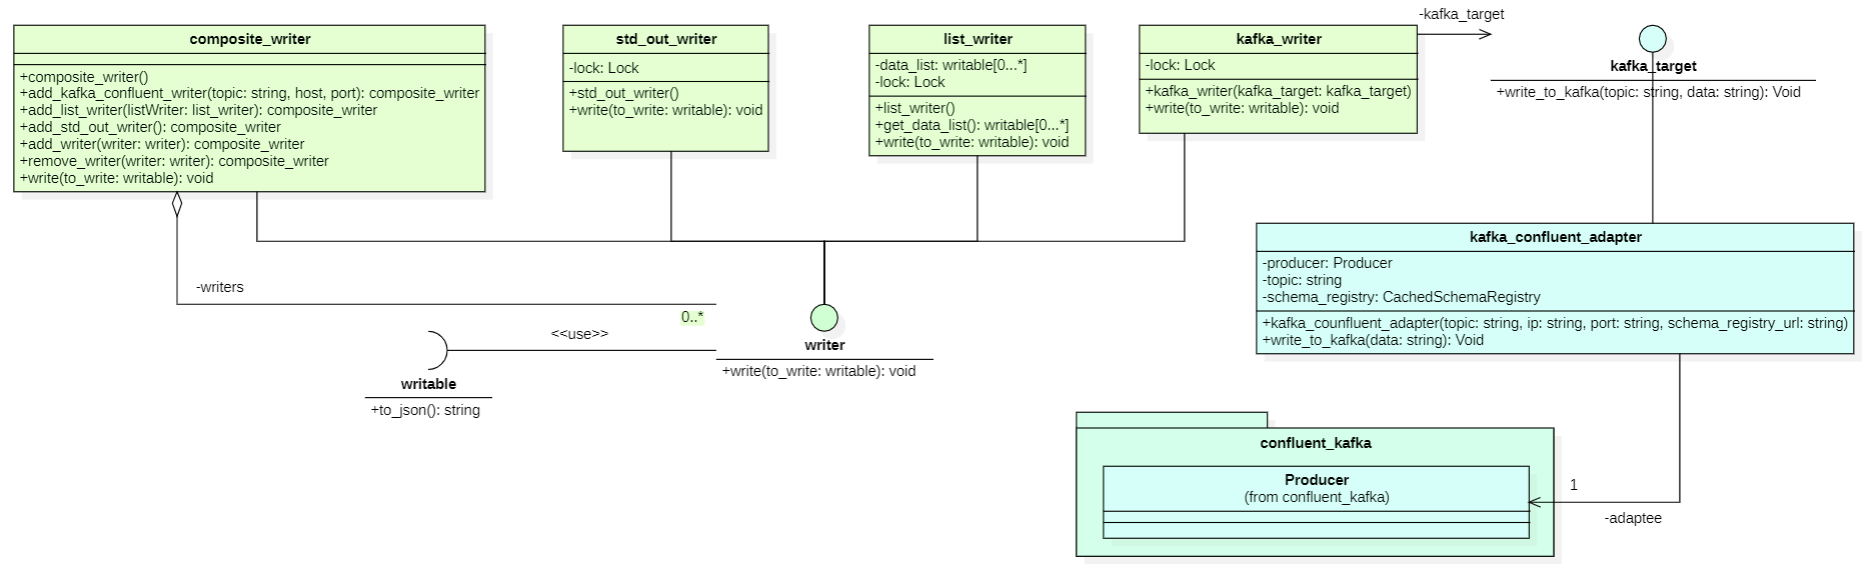 composite_writer
+composite_writer()
+add_kafka_confluent_writer(topic: string, host, port): composite_writer
+add_list_writer(listWriter: list_writer): composite_writer
+add_std_out_writer(): composite_writer
+add_writer(writer: writer): composite_writer
+remove_writer(writer: writer): composite_writer
+write(to_write: writable): void
std_out_writer
-lock: Lock
+std_out_writer()
+write(to_write: writable): void
list_writer
-data_list: writable[0...*]
-lock: Lock
+list_writer()
+get_data_list(): writable[0...*]
+write(to_write: writable): void
kafka_writer
-lock: Lock
+kafka_writer(kafka_target: kafka_target)
+write(to_write: writable): void
-kafka_target
kafka_target
+write_to_kafka(topic: string, data: string): Void
kafka_confluent_adapter
-producer: Producer
-topic: string
-schema_registry: CachedSchemaRegistry
+kafka_counfluent_adapter(topic: string, ip: string, port: string, schema_registry_url: string)
+write_to_kafka(data: string): Void
-writers
0..*
<<use>>
writer
+write(to_write: writable): void
writable
+to_json(): string
confluent_kafka
Producer
(from confluent_kafka)
1
-adaptee